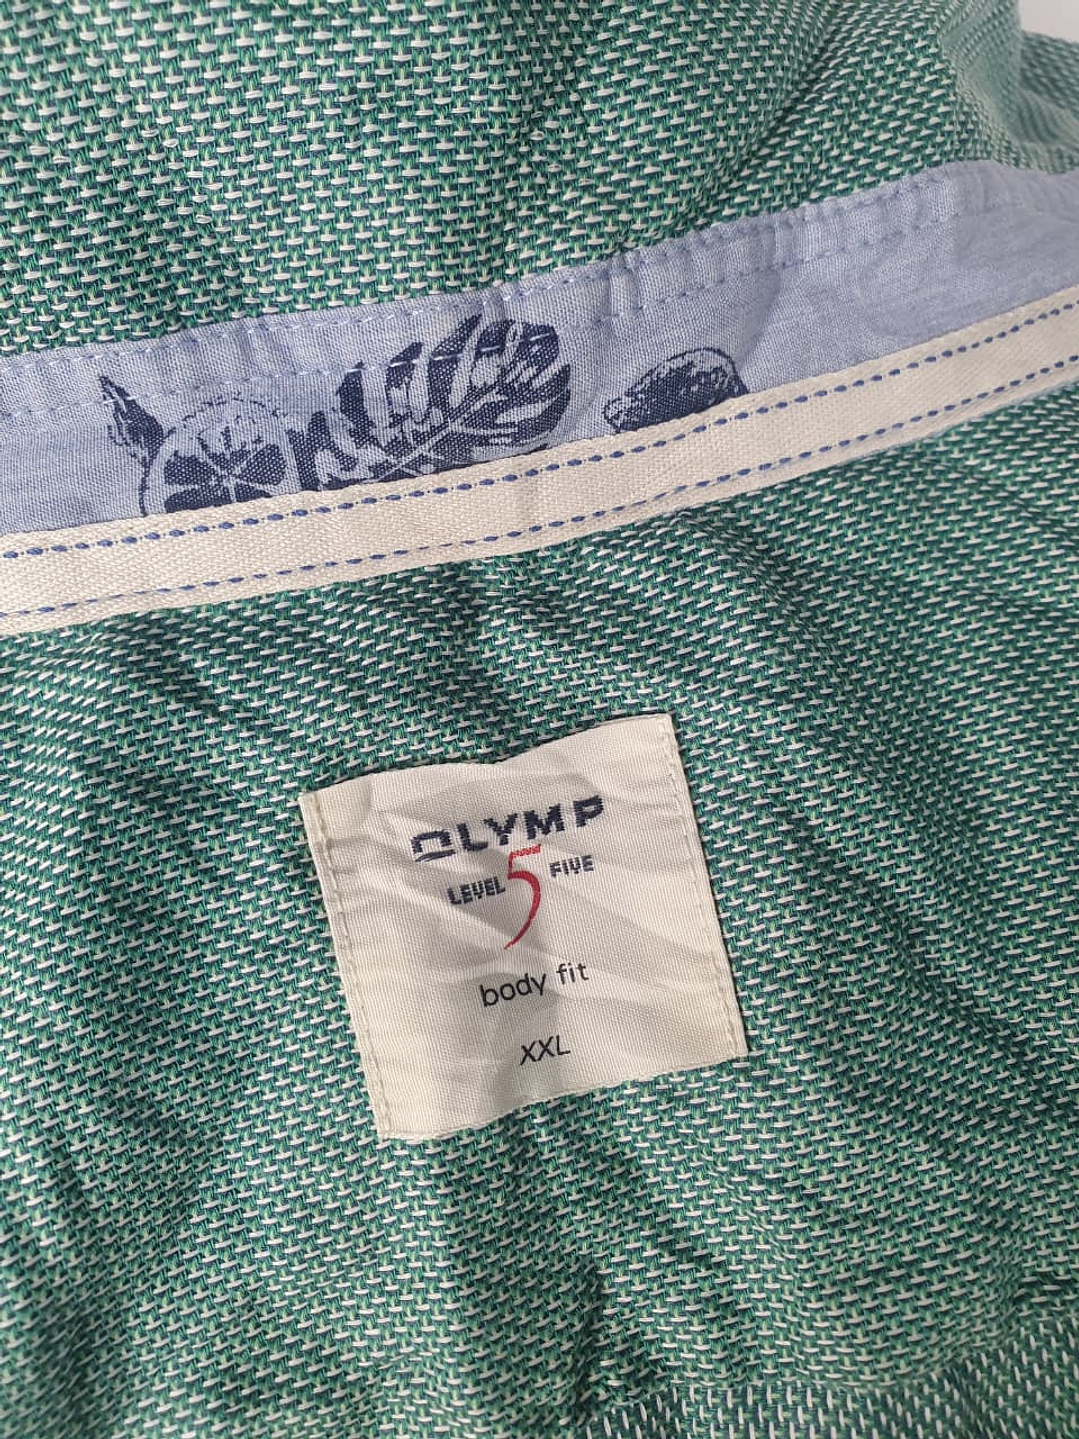 OLYMP
LEVEL 5 FIVE
body fit
XXL